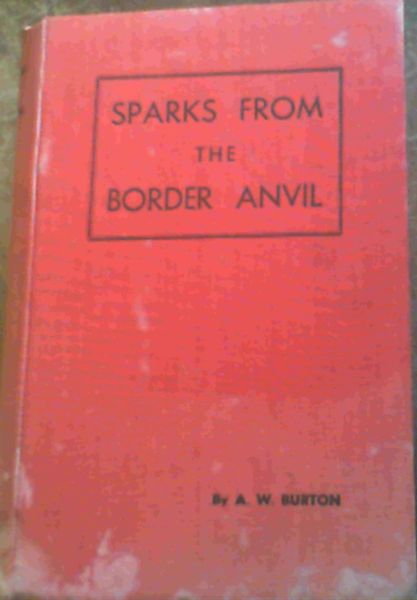 SPARKS FROM
THE
BORDER ANVIL
By A. W. BURTON